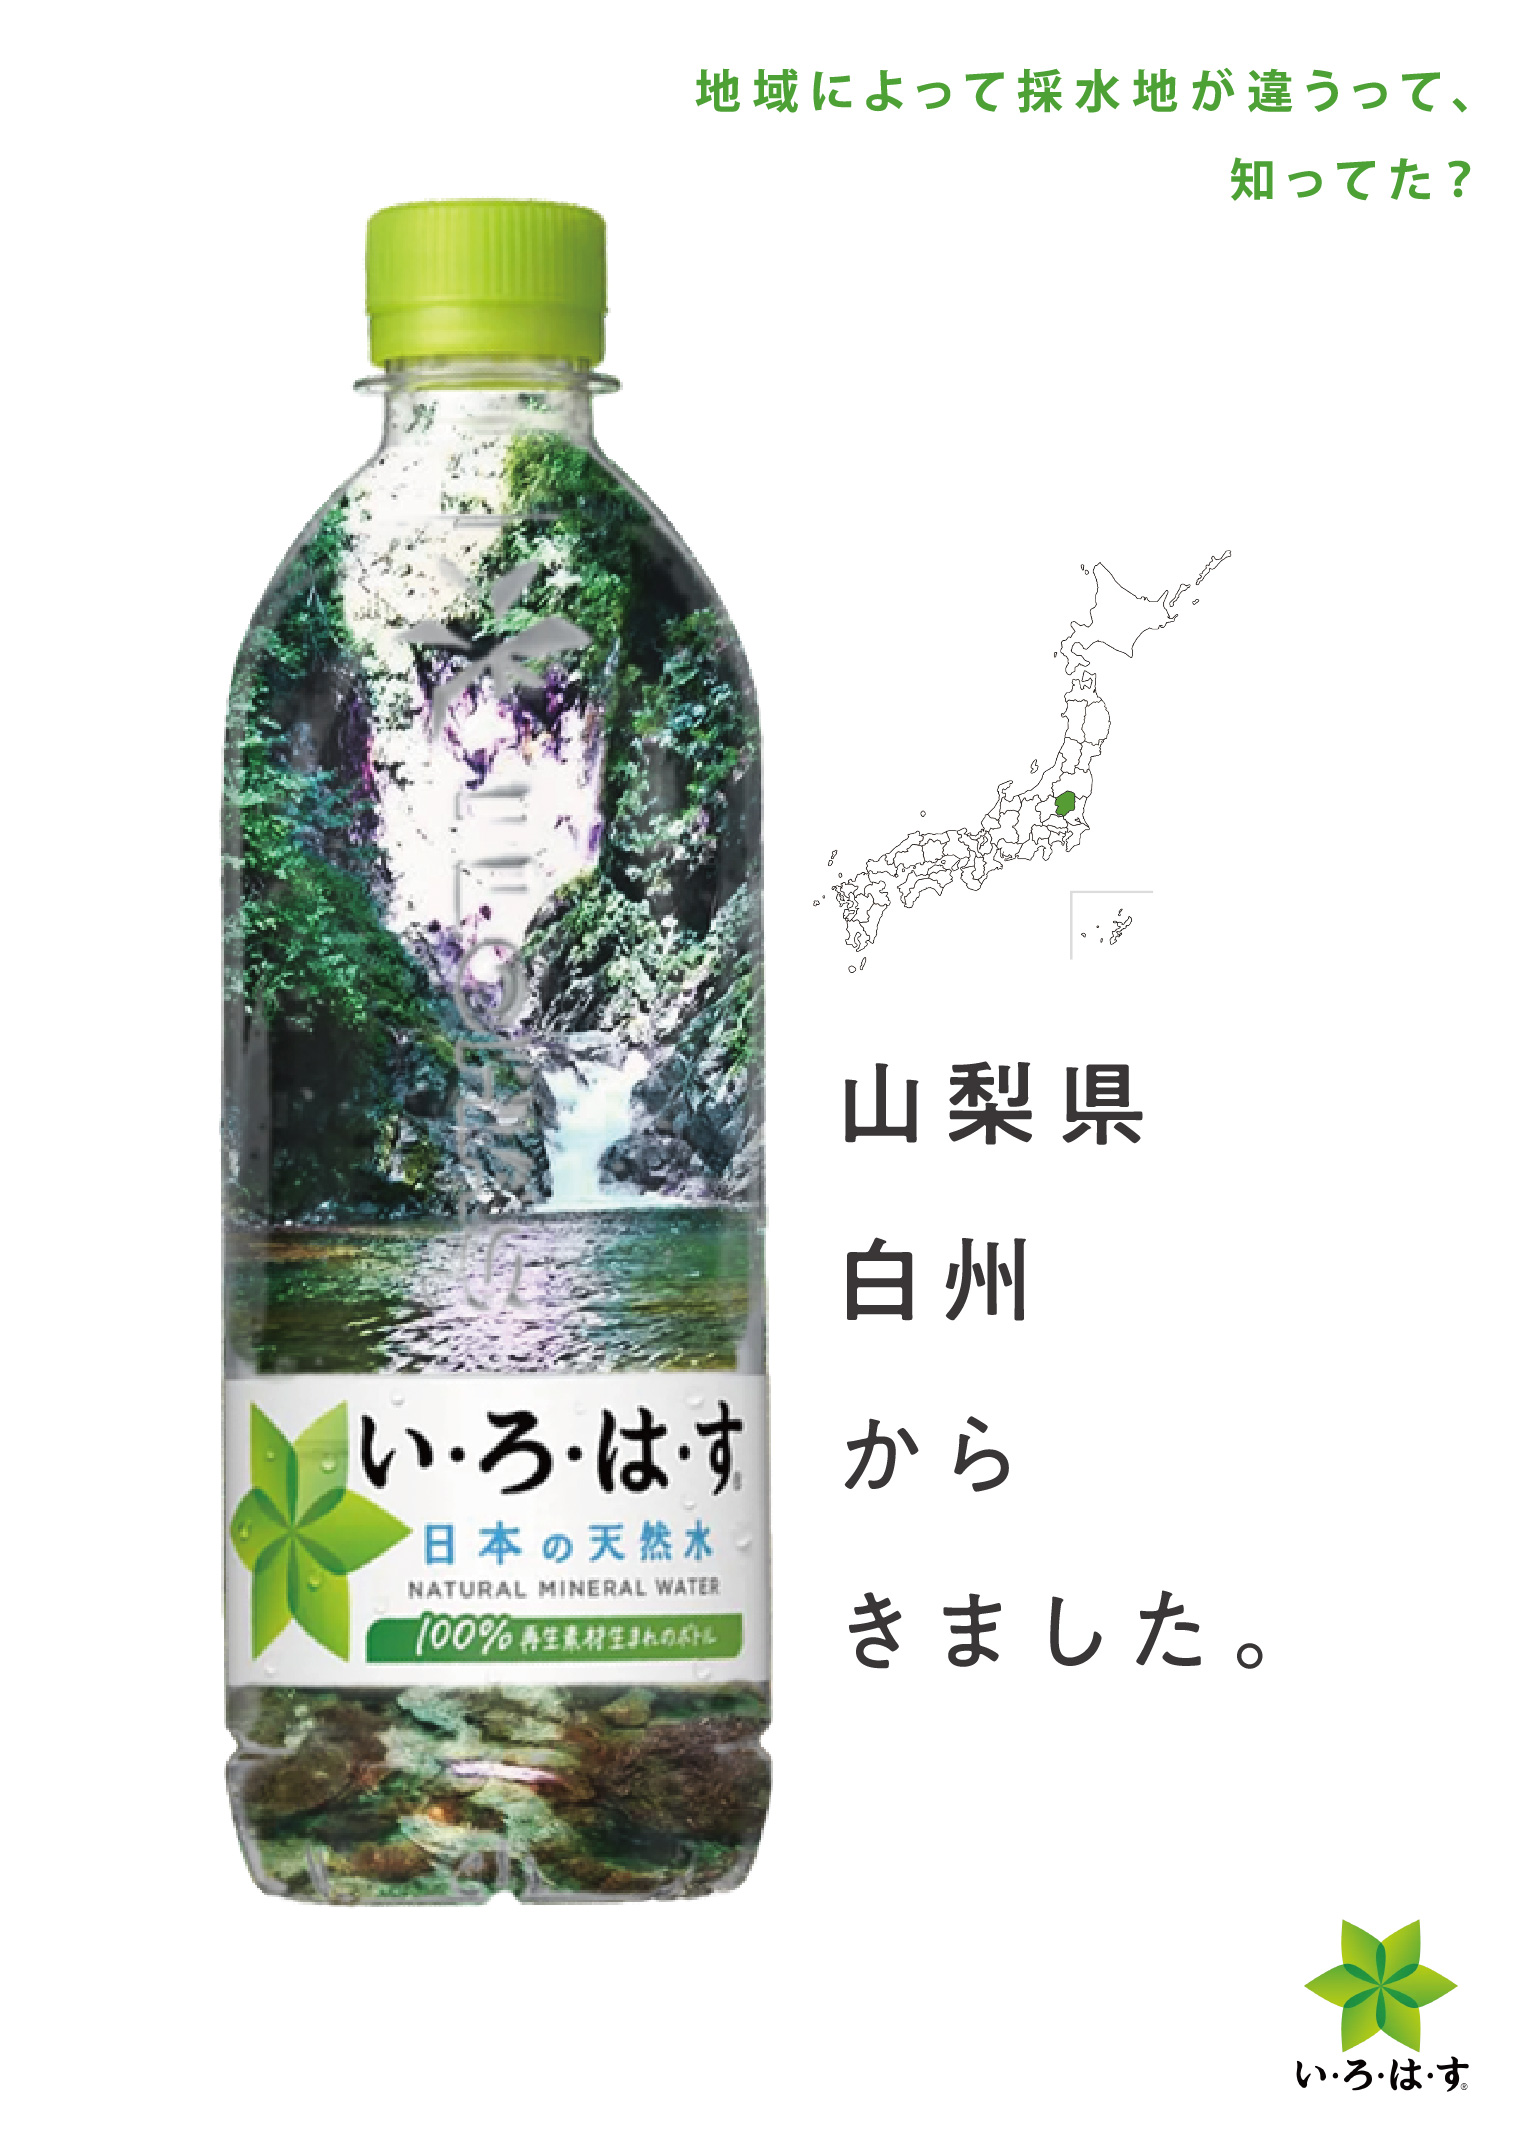 地域によって採水地が違うって、
知ってた？
山梨県
白州
から
きました。
い・ろ・は・す
日本の天然水
NATURAL MINERAL WATER
100%再生素材生まれのボトル
い・ろ・は・す®